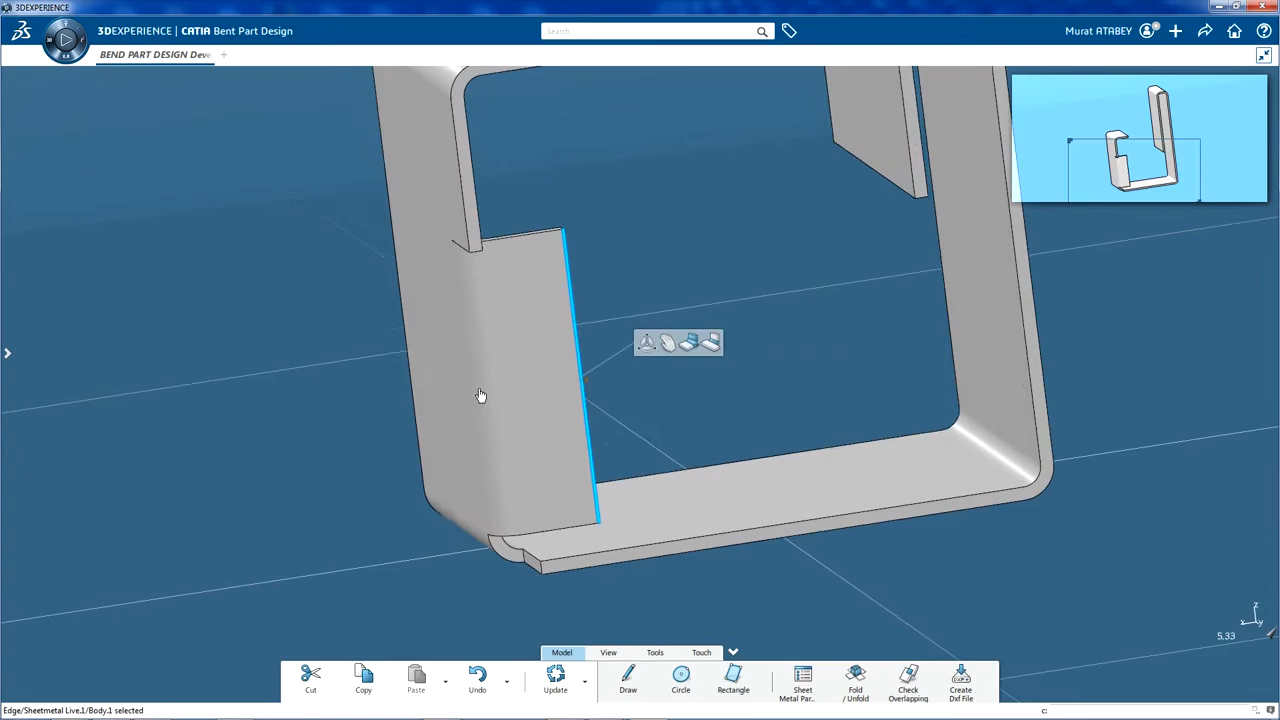 3DEXPERIENCE
3DEXPERIENCE | CATIA Bent Part Design
Search
Murat ATABEY
BEND PART DESIGN Deve
z
x
y
5.33
Model View Tools Touch
Cut Copy Paste Undo Update Draw Circle Rectangle Sheet Metal Par... Fold / Unfold Check Overlapping Create Dxf File
Edge/Sheetmetal Live.1/Body.1 selected
c: